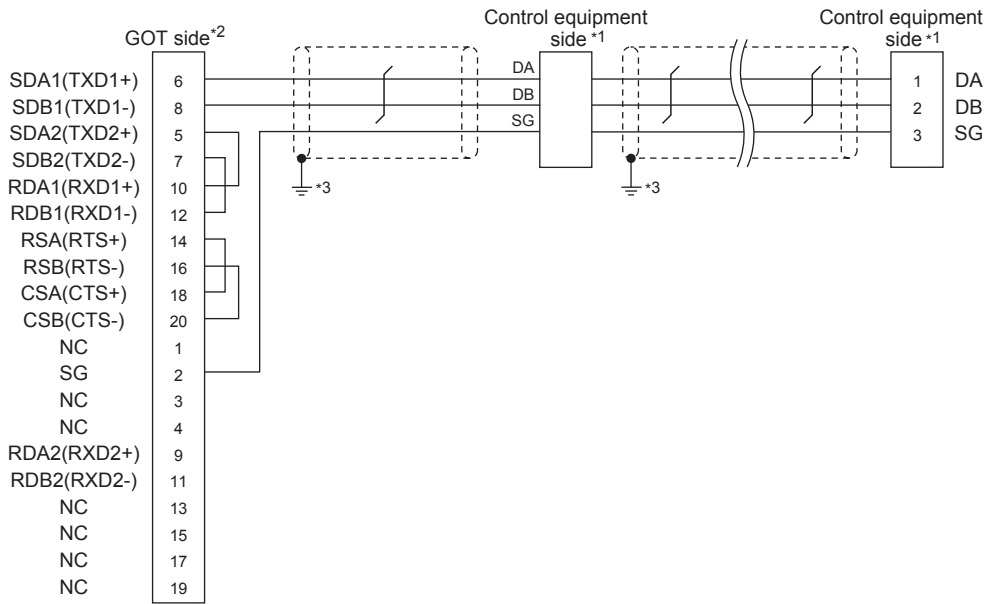 Control equipment
side *1
Control equipment
side *1
GOT side*2
SDA1(TXD1+) 6 DA 1 DA
SDB1(TXD1-) 8 DB 2 DB
SDA2(TXD2+) 5 SG 3 SG
SDB2(TXD2-) 7
RDA1(RXD1+) 10 *3 *3
RDB1(RXD1-) 12
RSA(RTS+) 14
RSB(RTS-) 16
CSA(CTS+) 18
CSB(CTS-) 20
NC 1
SG 2
NC 3
NC 4
RDA2(RXD2+) 9
RDB2(RXD2-) 11
NC 13
NC 15
NC 17
NC 19